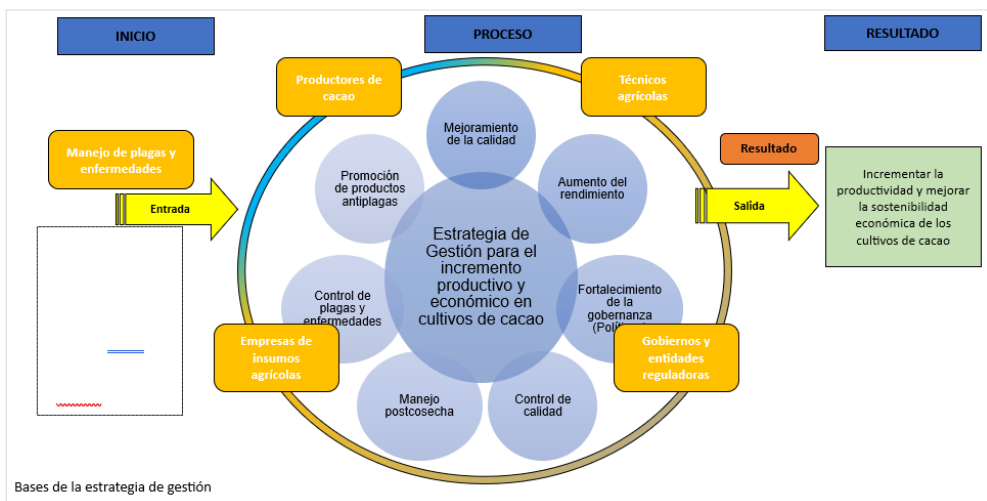 INICIO
PROCESO
RESULTADO
Productores de
cacao
Técnicos
agrícolas
Manejo de plagas y
enfermedades
Entrada
Mejoramiento
de la calidad
Promoción
de productos
antiplagas
Aumento del
rendimiento
Estrategia de
Gestión para el
incremento
productivo y
económico en
cultivos de cacao
Control de
plagas y
enfermedades
Fortalecimiento
de la
gobernanza
Empresas de
insumos
agrícolas
Gobiernos y
entidades
reguladoras
Manejo
postcosecha
Control de
calidad
Resultado
Salida
Incrementar la
productividad y mejorar
la sostenibilidad
económica de los
cultivos de cacao
Bases de la estrategia de gestión